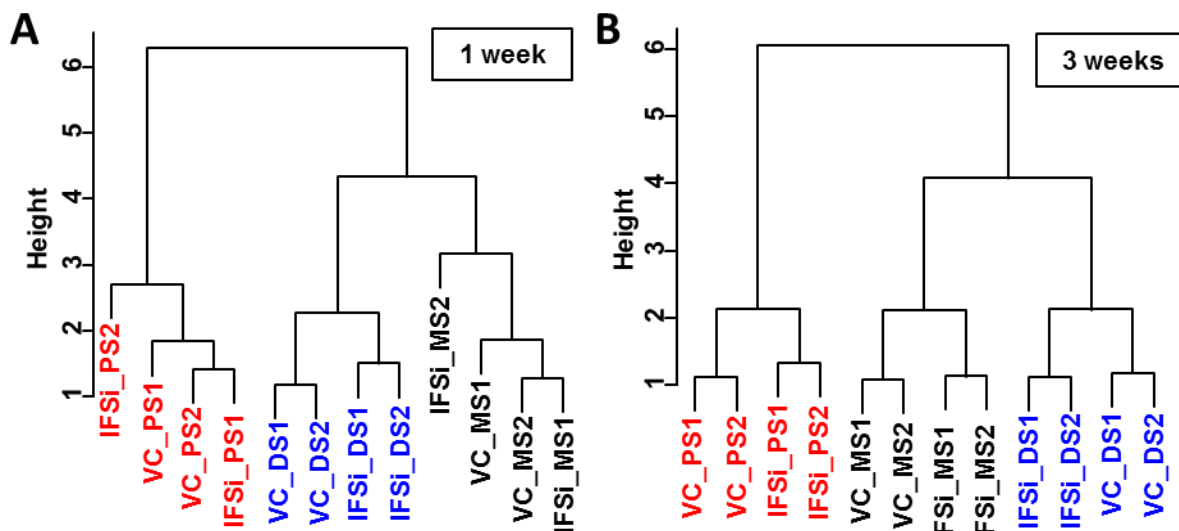 A
1 week
Height
6
5
4
3
2
1
IFSi_PS2
VC_PS1
VC_PS2
IFSi_PS1
VC_DS1
VC_DS2
IFSi_DS1
IFSi_DS2
IFSi_MS2
VC_MS1
VC_MS2
IFSi_MS1
B
3 weeks
Height
6
5
4
3
2
1
VC_PS1
VC_PS2
IFSi_PS1
IFSi_PS2
VC_MS1
VC_MS2
FSi_MS1
FSi_MS2
IFSi_DS1
IFSi_DS2
VC_DS1
VC_DS2